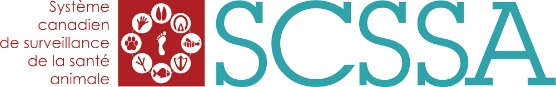 Système
canadien
de surveillance
de la santé
animale
SCSSA